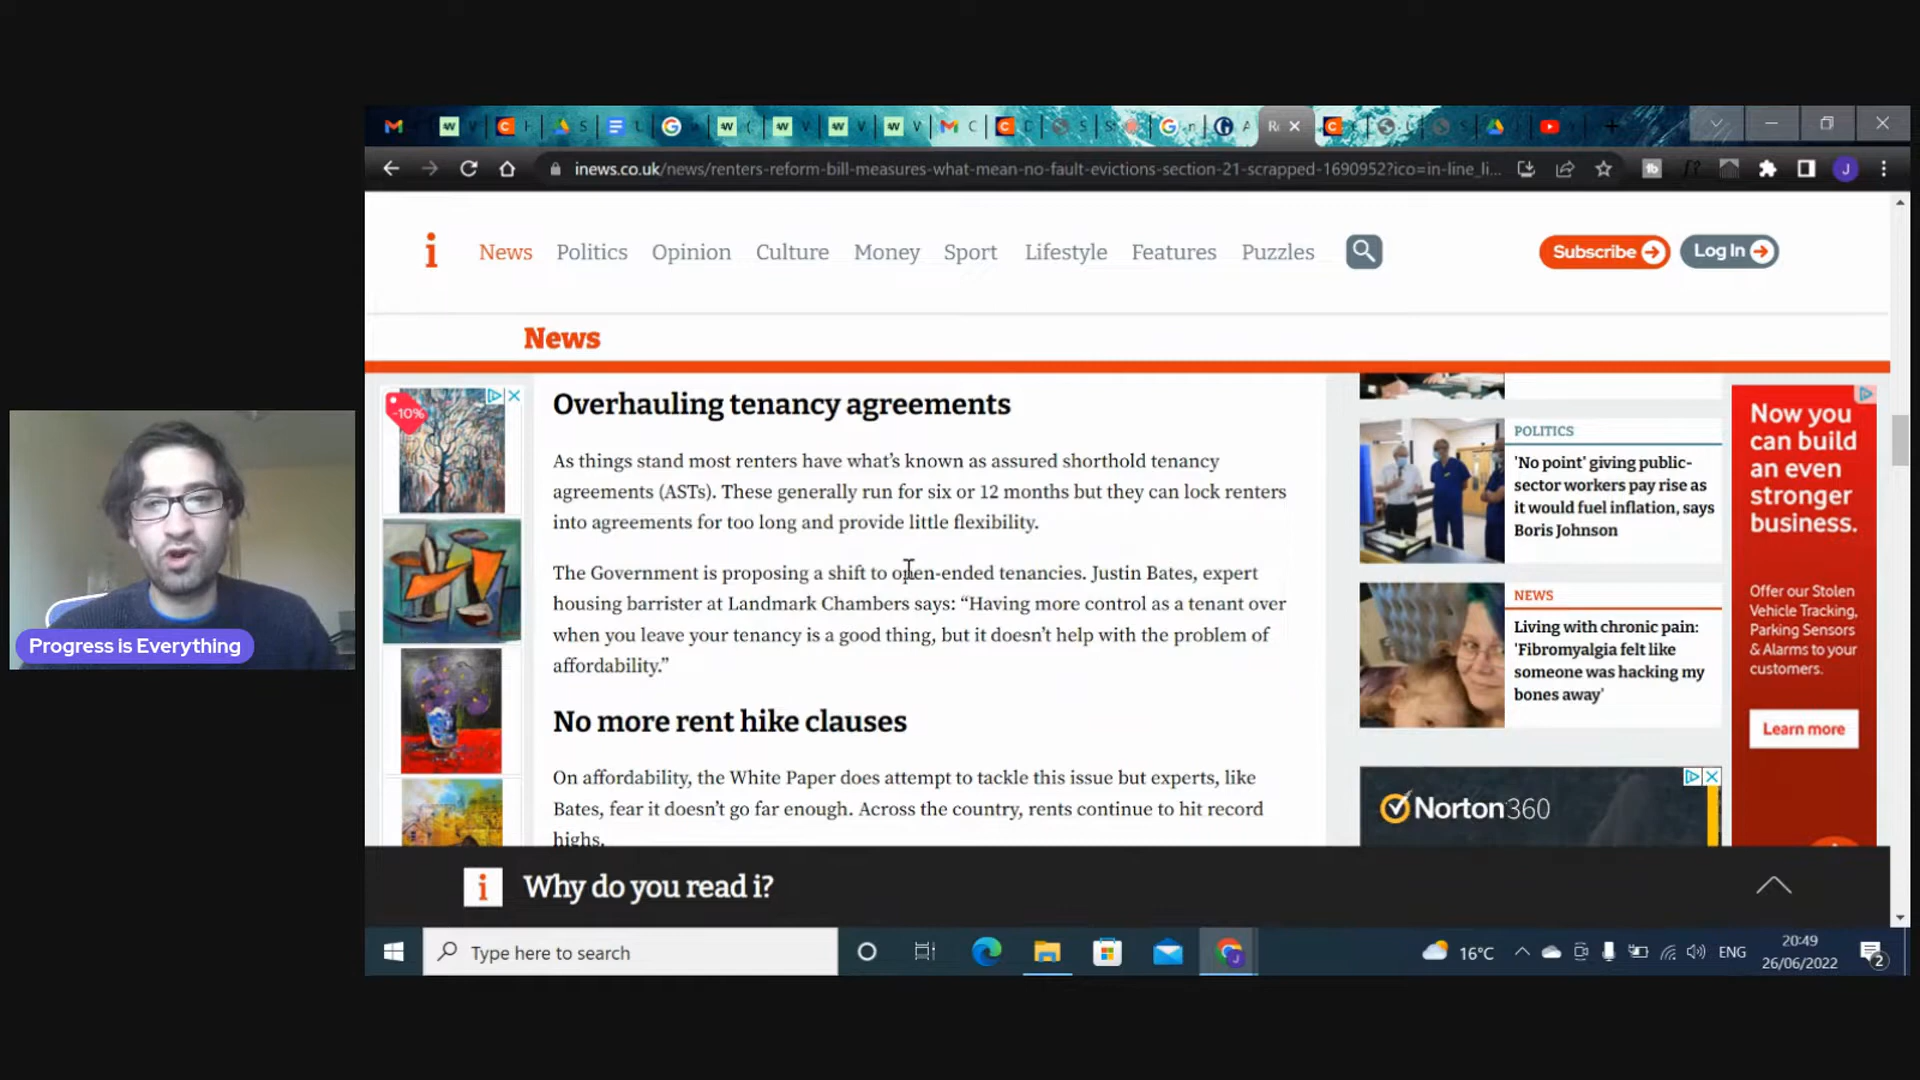 inews.co.uk/news/renters-reform-bill-measures-what-mean-no-fault-evictions-section-21-scrapped-1690952?ico=in-line_li...
J
i
News
Politics
Opinion
Culture
Money
Sport
Lifestyle
Features
Puzzles
Subscribe
Log In
News
-10%
Overhauling tenancy agreements
As things stand most renters have what's known as assured shorthold tenancy
agreements (ASTs). These generally run for six or 12 months but they can lock renters
into agreements for too long and provide little flexibility.
The Government is proposing a shift to open-ended tenancies. Justin Bates, expert
housing barrister at Landmark Chambers says: “Having more control as a tenant over
when you leave your tenancy is a good thing, but it doesn't help with the problem of
affordability.”
No more rent hike clauses
On affordability, the White Paper does attempt to tackle this issue but experts, like
Bates, fear it doesn't go far enough. Across the country, rents continue to hit record
highs.
POLITICS
'No point' giving public-
sector workers pay rise as
it would fuel inflation, says
Boris Johnson
NEWS
Living with chronic pain:
'Fibromyalgia felt like
someone was hacking my
bones away'
Norton360
Now you
can build
an even
stronger
business.
Offer our Stolen
Vehicle Tracking,
Parking Sensors
& Alarms to your
customers.
Learn more
Progress is Everything
i
Why do you read i?
Type here to search
16°C
ENG
20:49
26/06/2022
2